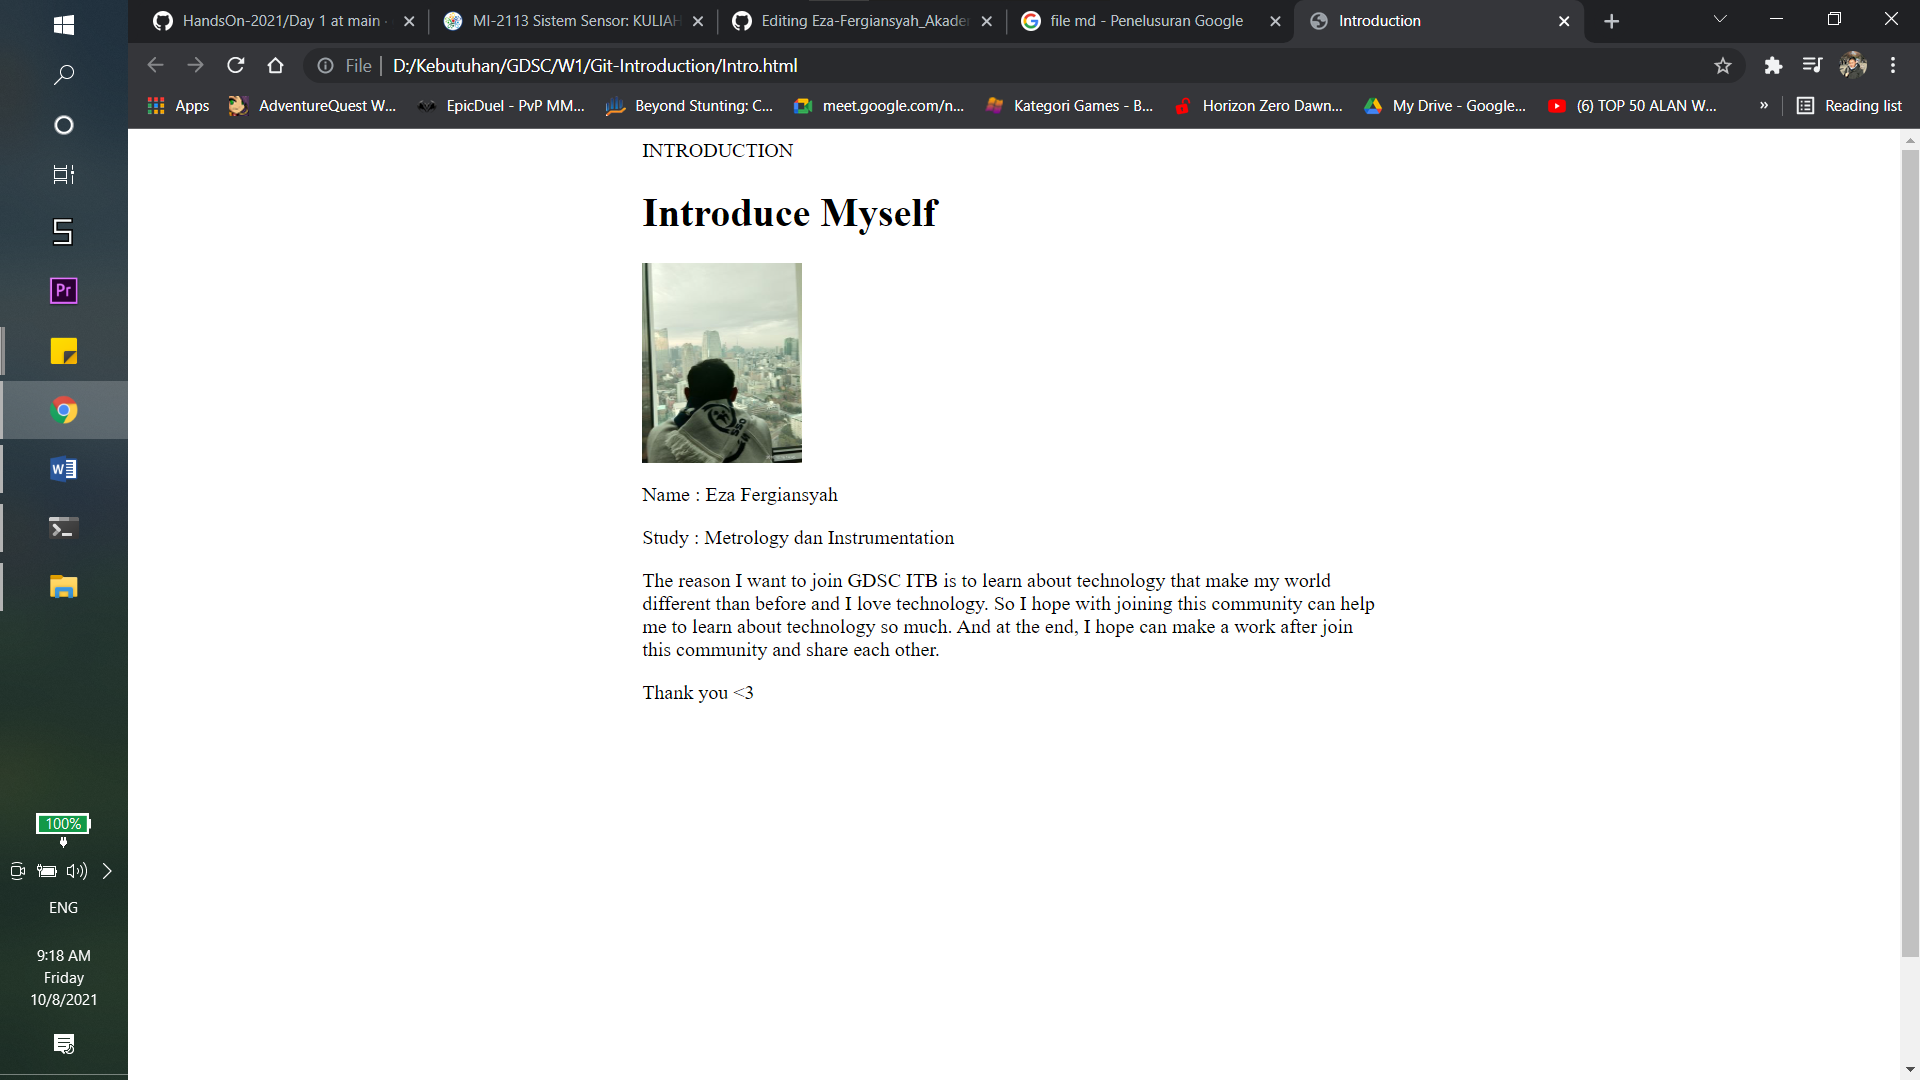 HandsOn-2021/Day 1 at main ·
MI-2113 Sistem Sensor: KULIAH
Editing Eza-Fergiansyah_Akade
file md - Penelusuran Google
Introduction
File
D:/Kebutuhan/GDSC/W1/Git-Introduction/Intro.html
Apps
AdventureQuest W...
EpicDuel - PvP MM...
Beyond Stunting: C...
meet.google.com/n...
Kategori Games - B...
Horizon Zero Dawn...
My Drive - Google...
(6) TOP 50 ALAN W...
»
Reading list
INTRODUCTION
Introduce Myself
Name : Eza Fergiansyah
Study : Metrology dan Instrumentation
The reason I want to join GDSC ITB is to learn about technology that make my world
different than before and I love technology. So I hope with joining this community can help
me to learn about technology so much. And at the end, I hope can make a work after join
this community and share each other.
Thank you <3
Pr
W
100%
ENG
9:18 AM
Friday
10/8/2021